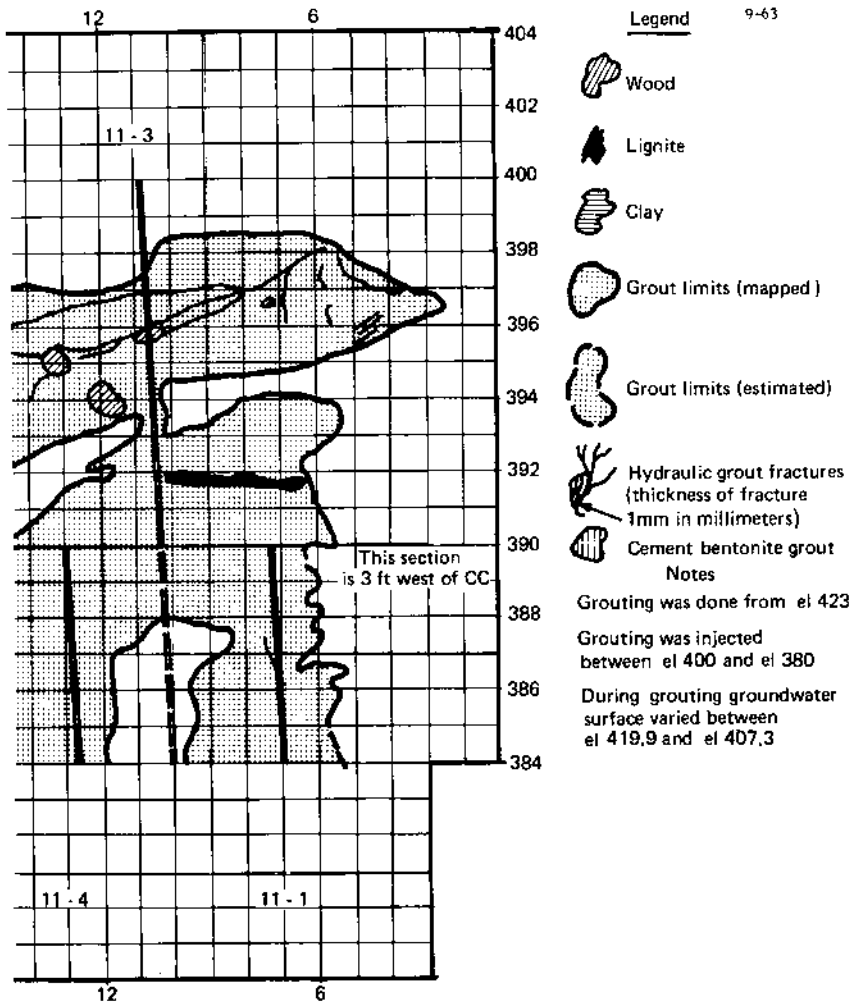 12
6
404
402
400
398
396
394
392
390
388
386
384
11 - 3
This section
is 3 ft west of CC
11 - 4
11 - 1
12
6
9-63
Legend
Wood
Lignite
Clay
Grout limits (mapped )
Grout limits (estimated)
Hydraulic grout fractures
(thickness of fracture
1mm in millimeters)
Cement bentonite grout
Notes
Grouting was done from el 423
Grouting was injected
between el 400 and el 380
During grouting groundwater
surface varied between
el 419,9 and el 407,3